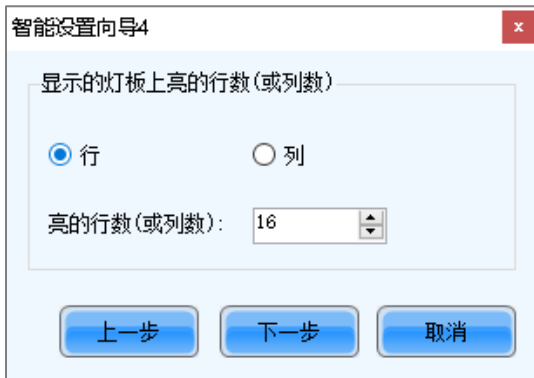 智能设置向导4
x
显示的灯板上亮的行数(或列数)
行 列
亮的行数(或列数): 16
上一步 下一步 取消